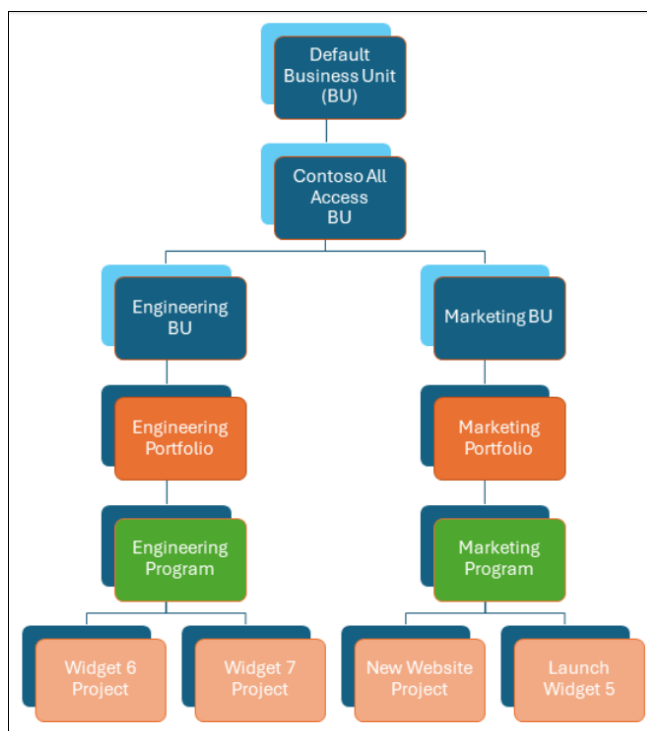 Default
Business Unit
(BU)
Contoso All
Access
BU
Engineering
BU
Marketing BU
Engineering
Portfolio
Marketing
Portfolio
Engineering
Program
Marketing
Program
Widget 6
Project
Widget 7
Project
New Website
Project
Launch
Widget 5